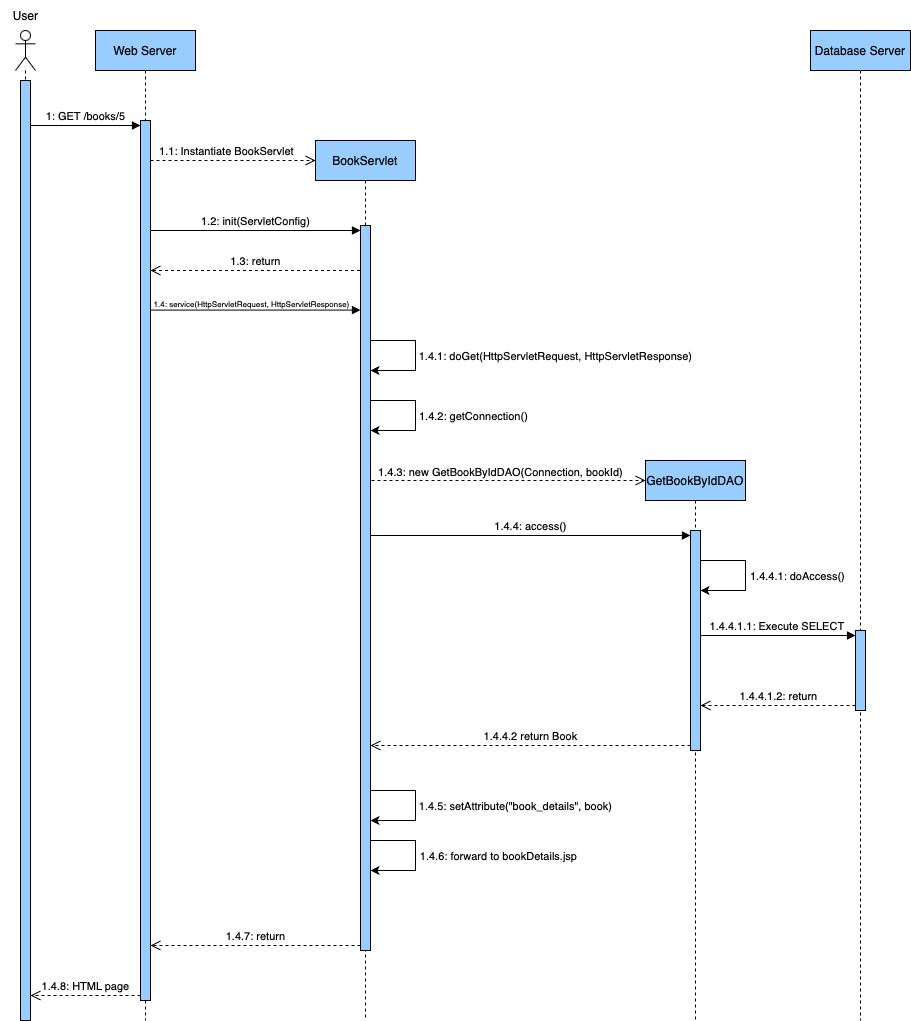 User
Web Server
Database Server
1: GET /books/5
1.1: Instantiate BookServlet
BookServlet
1.2: init(ServletConfig)
1.3: return
1.4: service(HttpServletRequest, HttpServletResponse)
1.4.1: doGet(HttpServletRequest, HttpServletResponse)
1.4.2: getConnection()
1.4.3: new GetBookByIdDAO(Connection, bookId)
GetBookByIdDAO
1.4.4: access()
1.4.4.1: doAccess()
1.4.4.1.1: Execute SELECT
1.4.4.1.2: return
1.4.4.2 return Book
1.4.5: setAttribute("book_details", book)
1.4.6: forward to bookDetails.jsp
1.4.7: return
1.4.8: HTML page